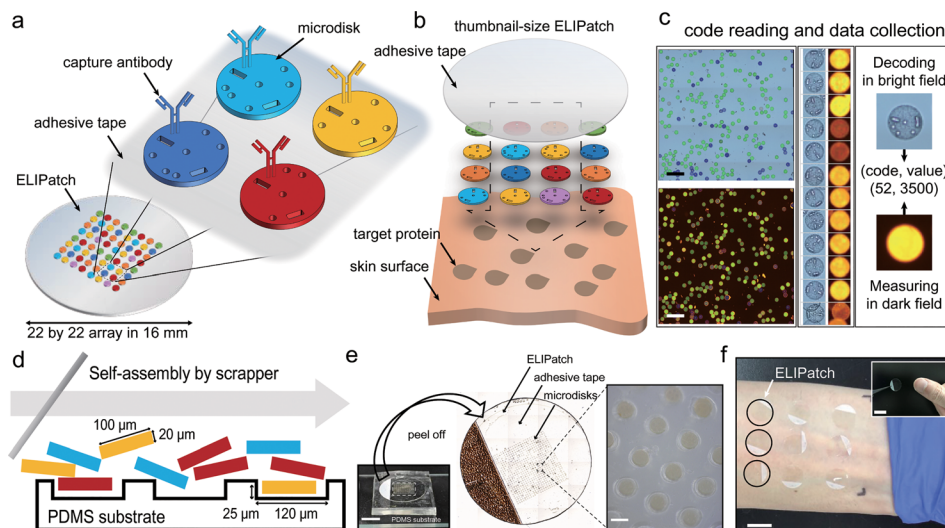 a
microdisk
capture antibody
adhesive tape
ELIPatch
22 by 22 array in 16 mm
b
thumbnail-size ELIPatch
adhesive tape
target protein
skin surface
c
code reading and data collection
Decoding
in bright field
(code, value)
(52, 3500)
Measuring
in dark field
d
Self-assembly by scrapper
100 µm
20 µm
25 µm
120 µm
PDMS substrate
e
ELIPatch
adhesive tape
microdisks
peel off
PDMS substrate
f
ELIPatch